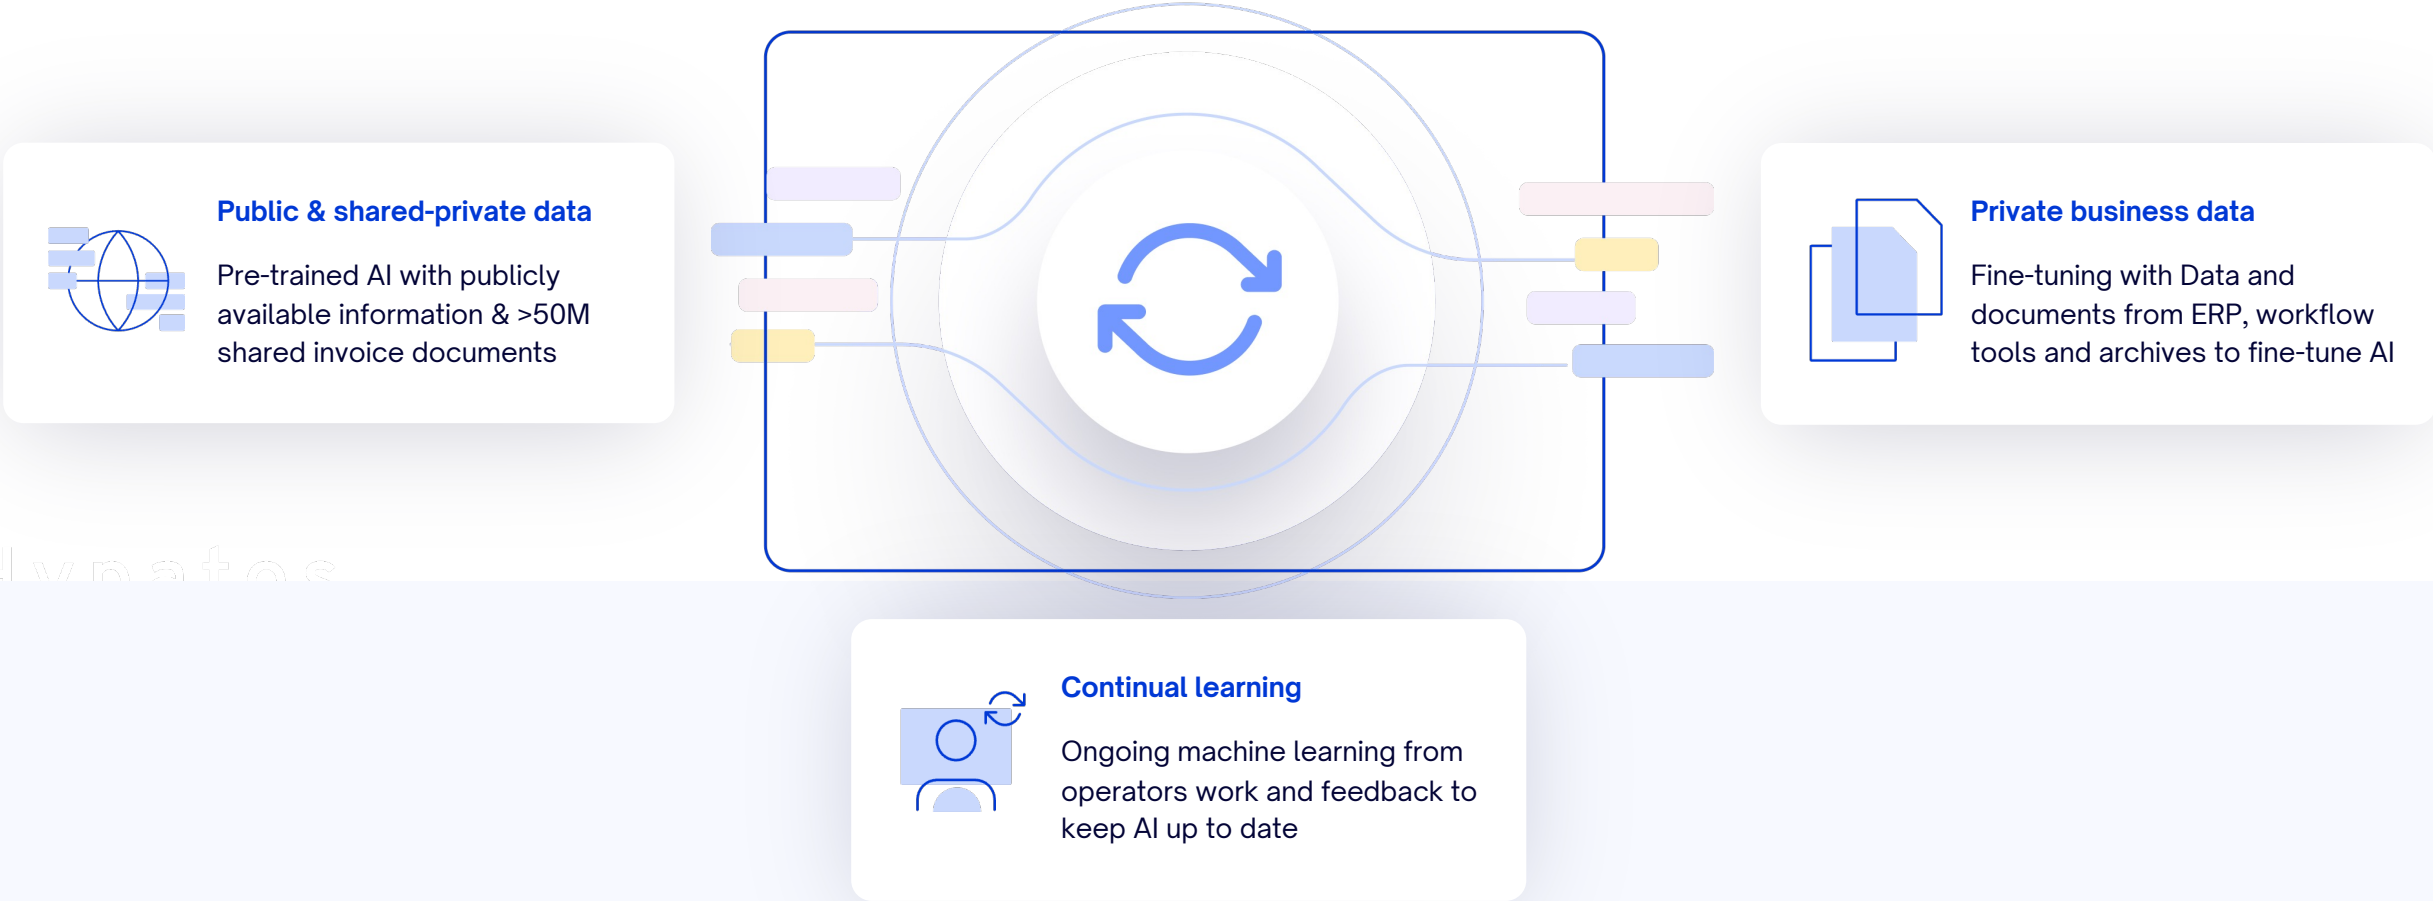 Public & shared-private data
Pre-trained AI with publicly
available information & >50M
shared invoice documents
Private business data
Fine-tuning with Data and
documents from ERP, workflow
tools and archives to fine-tune AI
Continual learning
Ongoing machine learning from
operators work and feedback to
keep AI up to date